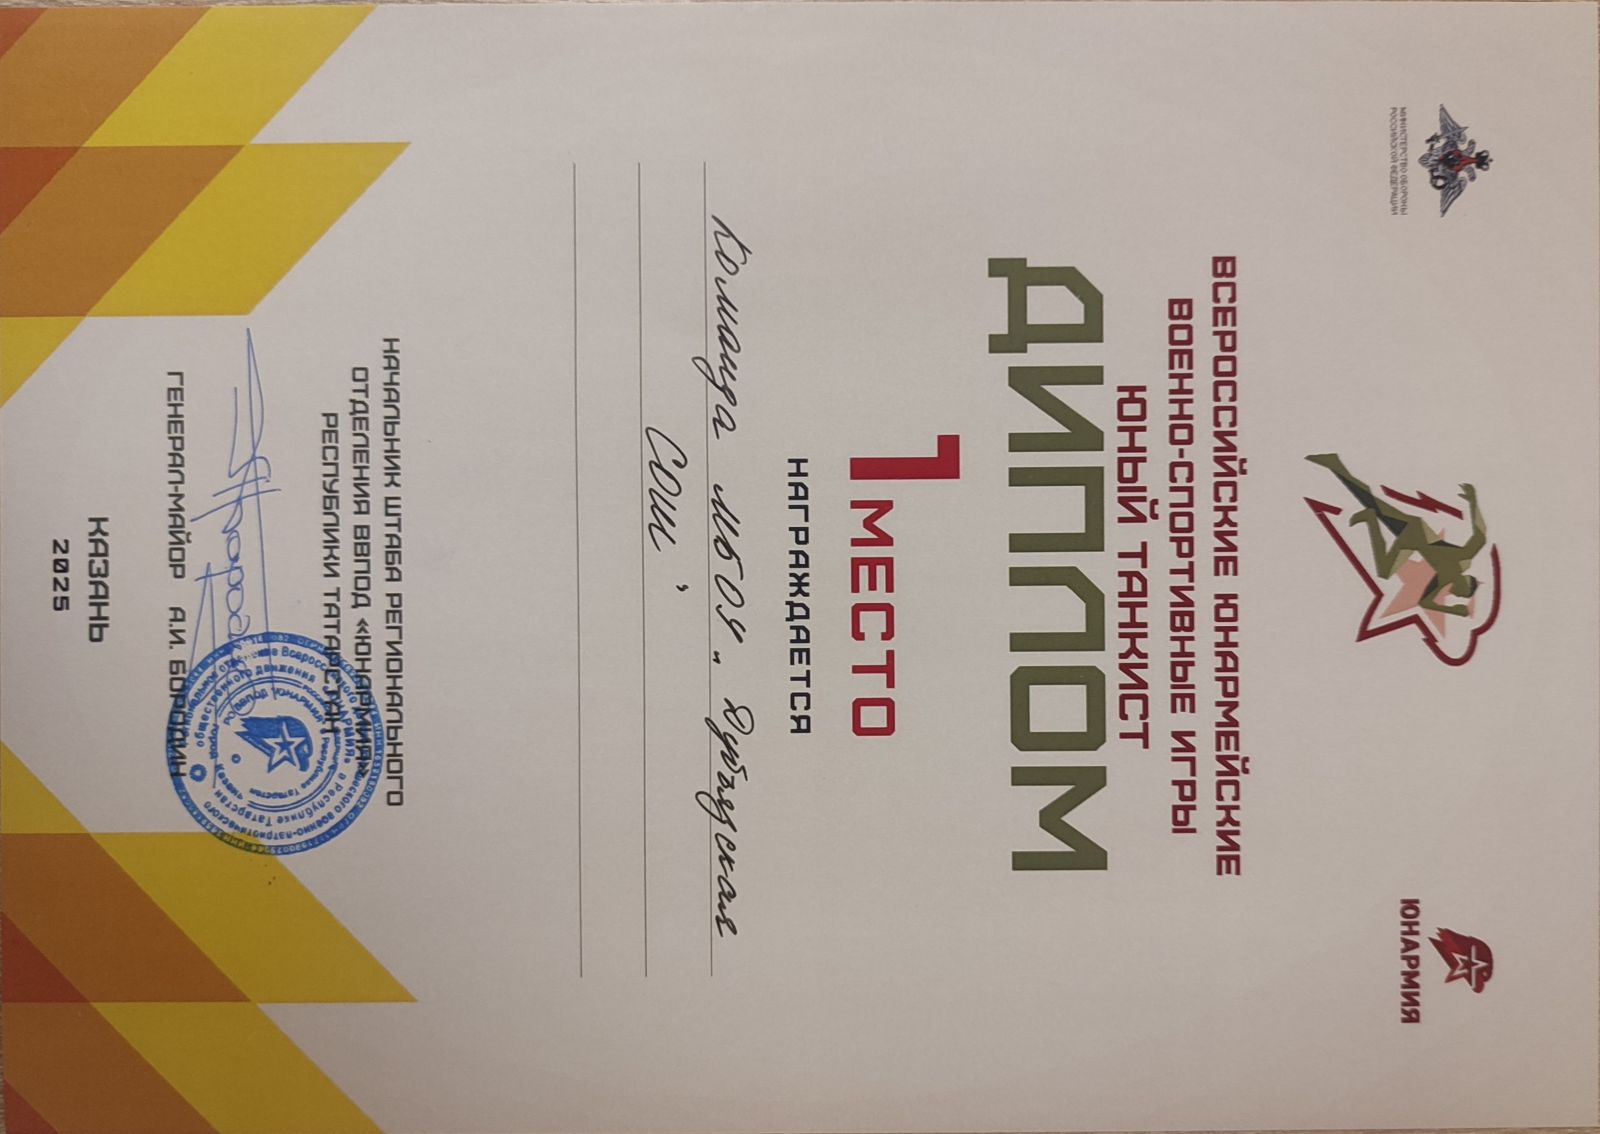 МИНИСТЕРСТВО ОБОРОНЫ
РОССИЙСКОЙ ФЕДЕРАЦИИ
ЮНАРМИЯ
ВСЕРОССИЙСКИЕ ЮНАРМЕЙСКИЕ
ВОЕННО-СПОРТИВНЫЕ ИГРЫ
ЮНЫЙ ТАНКИСТ
ДИПЛОМ
1 МЕСТО
НАГРАЖДАЕТСЯ
Команда МБОУ „Дубъязская
СОШ“
НАЧАЛЬНИК ШТАБА РЕГИОНАЛЬНОГО
ОТДЕЛЕНИЯ ВВПОД «ЮНАРМИЯ»
РЕСПУБЛИКИ ТАТАРСТАН
ГЕНЕРАЛ-МАЙОР А.И. БОРОДИН
КАЗАНЬ
2025